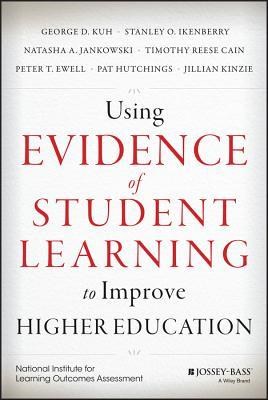 GEORGE D. KUH · STANLEY O. IKENBERRY
NATASHA A. JANKOWSKI · TIMOTHY REESE CAIN
PETER T. EWELL · PAT HUTCHINGS · JILLIAN KINZIE
Using
EVIDENCE
of
STUDENT
LEARNING
to Improve
HIGHER EDUCATION
National Institute for
Learning Outcomes Assessment
JOSSEY-BASS
A Wiley Brand